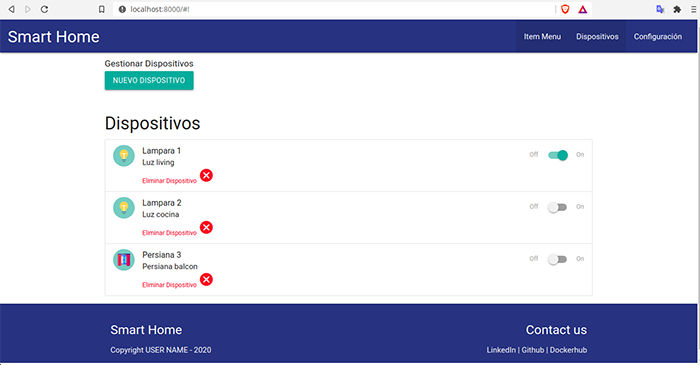 localhost:8000/#!
Smart Home
Item Menu Dispositivos Configuración
Gestionar Dispositivos
NUEVO DISPOSITIVO
Dispositivos
Lampara 1
Luz living
Off On
Eliminar Dispositivo
Lampara 2
Luz cocina
Off On
Eliminar Dispositivo
Persiana 3
Persiana balcon
Off On
Eliminar Dispositivo
Smart Home
Contact us
Copyright USER NAME - 2020
LinkedIn | Github | Dockerhub